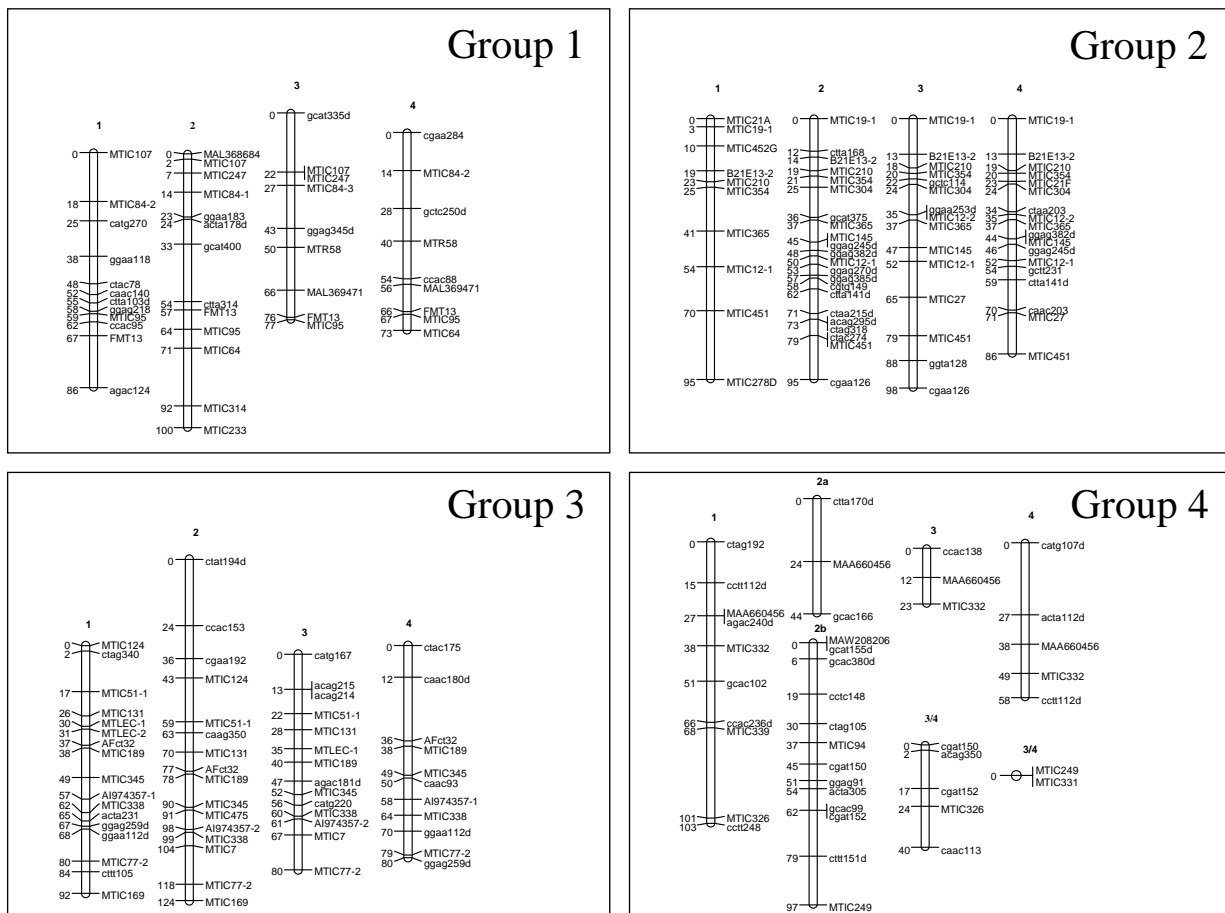 Group 1
1
0 MTIC107
18 MTIC84-2
25 catg270
38 ggaa118
48 ctac78
52 caac140
55 ctta103d
58 ggag218
59 MTIC95
62 ccac95
67 FMT13
86 agac124
2
0 MAL368684
2 MTIC107
7 MTIC247
14 MTIC84-1
23 ggaa183
24 acta178d
33 gcat400
54 ctta314
57 FMT13
64 MTIC95
71 MTIC64
92 MTIC314
100 MTIC233
3
0 gcat335d
22 MTIC107
MTIC247
27 MTIC84-3
43 ggag345d
50 MTR58
66 MAL369471
76 FMT13
77 MTIC95
4
0 cgaa284
14 MTIC84-2
28 gctc250d
40 MTR58
54 ccac88
56 MAL369471
66 FMT13
67 MTIC95
73 MTIC64
Group 2
1
0 MTIC21A
3 MTIC19-1
10 MTIC452G
19 B21E13-2
23 MTIC210
25 MTIC354
41 MTIC365
54 MTIC12-1
70 MTIC451
95 MTIC278D
2
0 MTIC19-1
12 ctta168
14 B21E13-2
19 MTIC210
21 MTIC354
25 MTIC304
36 gcat375
37 MTIC365
45 MTIC145
ggag245d
48 ggag382d
50 MTIC12-1
53 ggag270d
57 ggag385d
58 cgtg149
62 ctta141d
71 ctaa215d
73 acag295d
ctag318
79 ctac274
MTIC451
95 cgaa126
3
0 MTIC19-1
13 B21E13-2
18 MTIC210
20 MTIC354
22 gctc114
24 MTIC304
35 ggaa253d
MTIC12-2
37 MTIC365
47 MTIC145
52 MTIC12-1
65 MTIC27
79 MTIC451
88 ggta128
98 cgaa126
4
0 MTIC19-1
13 B21E13-2
19 MTIC210
20 MTIC354
23 MTIC21F
24 MTIC304
34 ctaa203
35 MTIC12-2
37 MTIC365
44 ggag382d
MTIC145
46 ggag245d
52 MTIC12-1
54 gctt231
59 ctta141d
70 caac203
71 MTIC27
86 MTIC451
Group 3
1
0 MTIC124
2 ctag340
17 MTIC51-1
26 MTIC131
30 MTLEC-1
31 MTLEC-2
37 AFct32
38 MTIC189
49 MTIC345
57 AI974357-1
62 MTIC338
65 acta231
67 ggag259d
68 ggaa112d
80 MTIC77-2
84 cttt105
92 MTIC169
2
0 ctat194d
24 ccac153
36 cgaa192
43 MTIC124
59 MTIC51-1
63 caag350
70 MTIC131
77 AFct32
78 MTIC189
90 MTIC345
91 MTIC475
98 AI974357-2
99 MTIC338
104 MTIC7
118 MTIC77-2
124 MTIC169
3
0 catg167
13 acag215
acag214
22 MTIC51-1
28 MTIC131
35 MTLEC-1
40 MTIC189
47 agac181d
52 MTIC345
56 catg220
60 MTIC338
61 AI974357-2
67 MTIC7
80 MTIC77-2
4
0 ctac175
12 caac180d
36 AFct32
38 MTIC189
49 MTIC345
50 caac93
58 AI974357-1
64 MTIC338
70 ggaa112d
79 MTIC77-2
80 ggag259d
Group 4
1
0 ctag192
15 cctt112d
27 MAA660456
agac240d
38 MTIC332
51 gcac102
66 ccac236d
68 MTIC339
101 MTIC326
103 cctt248
2a
0 ctta170d
24 MAA660456
44 gcac166
2b
0 MAW208206
gcat155d
6 gcac380d
19 cctc148
30 ctag105
37 MTIC94
45 cgat150
51 ggag91
54 acta305
62 gcac99
cgat152
79 cttt151d
97 MTIC249
3
0 ccac138
12 MAA660456
23 MTIC332
3/4
0 cgat150
2 acag350
17 cgat152
24 MTIC326
40 caac113
4
0 catg107d
27 acta112d
38 MAA660456
49 MTIC332
58 cctt112d
3/4
0 MTIC249
MTIC331